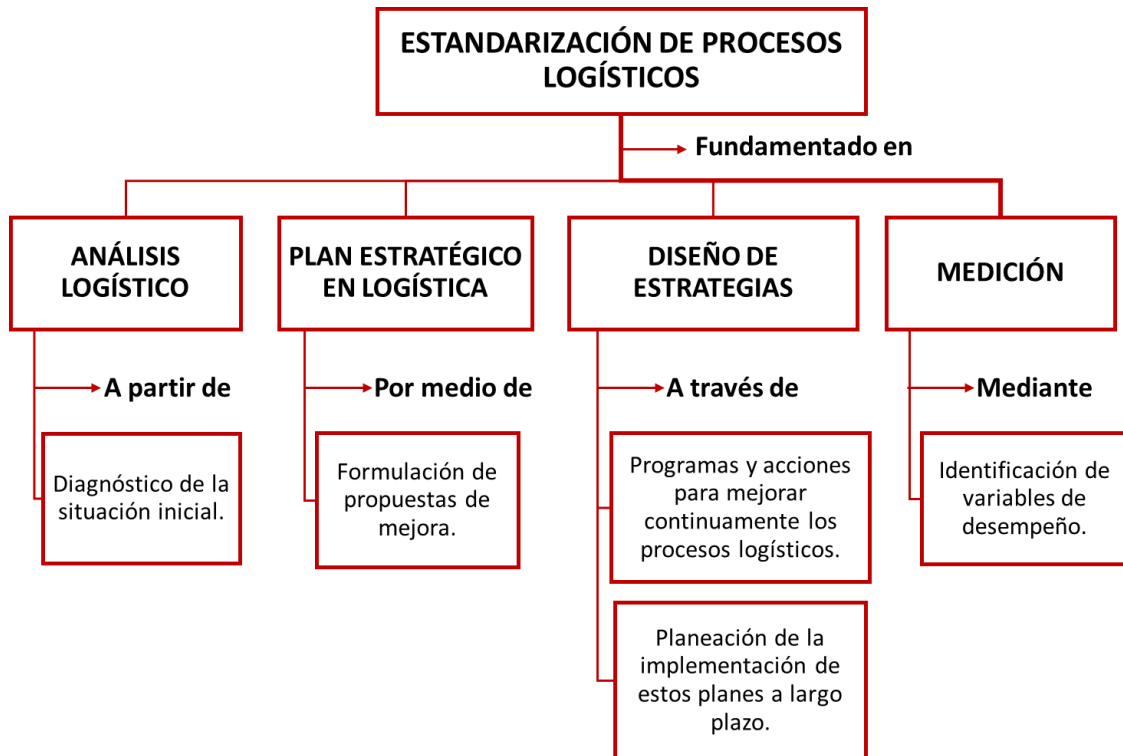 ESTANDARIZACIÓN DE PROCESOS
LOGÍSTICOS
Fundamentado en
ANÁLISIS
LOGÍSTICO
PLAN ESTRATÉGICO
EN LOGÍSTICA
DISEÑO DE
ESTRATEGIAS
MEDICIÓN
A partir de
Por medio de
A través de
Mediante
Diagnóstico de la
situación inicial.
Formulación de
propuestas de
mejora.
Programas y acciones
para mejorar
continuamente los
procesos logísticos.
Identificación de
variables de
desempeño.
Planeación de la
implementación de
estos planes a largo
plazo.